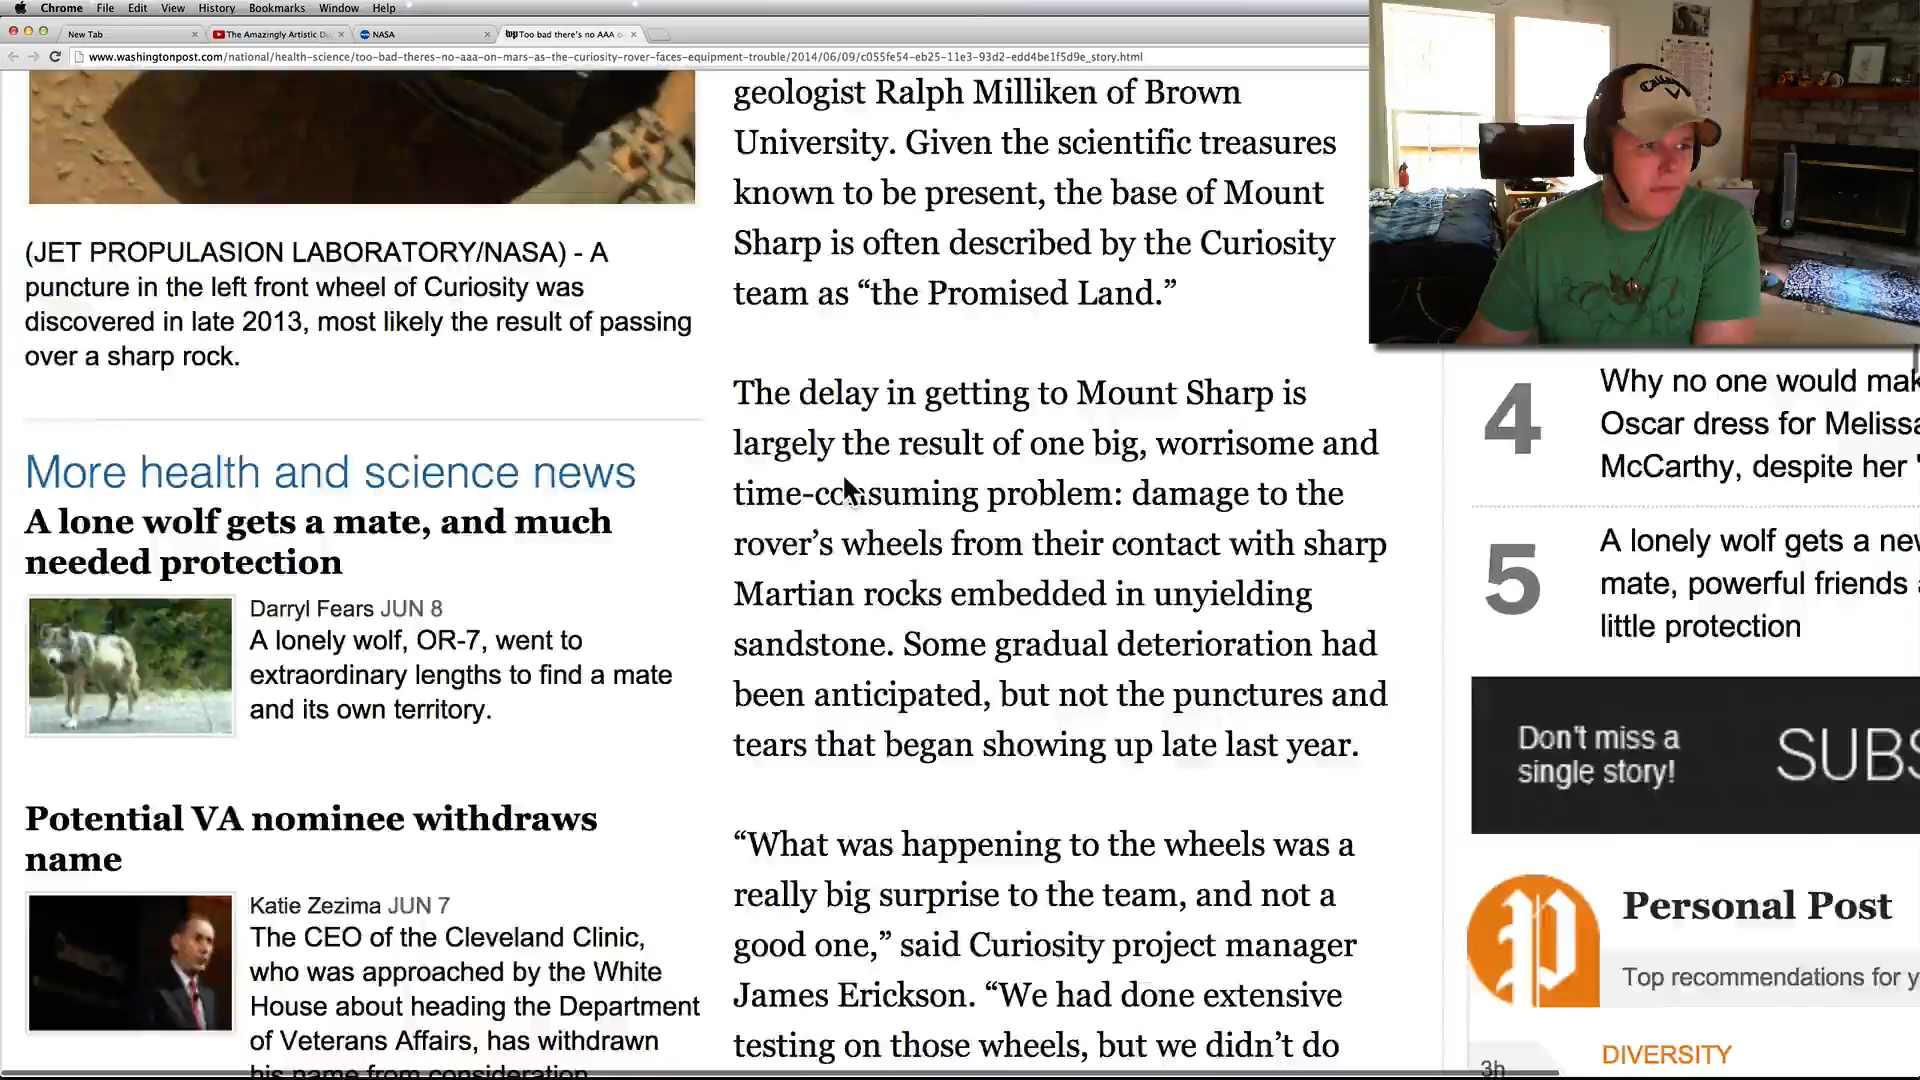 Chrome File Edit View History Bookmarks Window Help
New Tab
The Amazingly Artistic Du
NASA
Too bad there's no AAA o
www.washingtonpost.com/national/health-science/too-bad-theres-no-aaa-on-mars-as-the-curiosity-rover-faces-equipment-trouble/2014/06/09/c055fe54-eb25-11e3-93d2-edd4be1f5d9e_story.html
(JET PROPULASION LABORATORY/NASA) - A
puncture in the left front wheel of Curiosity was
discovered in late 2013, most likely the result of passing
over a sharp rock.
More health and science news
A lone wolf gets a mate, and much
needed protection
Darryl Fears JUN 8
A lonely wolf, OR-7, went to
extraordinary lengths to find a mate
and its own territory.
Potential VA nominee withdraws
name
Katie Zezima JUN 7
The CEO of the Cleveland Clinic,
who was approached by the White
House about heading the Department
of Veterans Affairs, has withdrawn
his name from consideration
geologist Ralph Milliken of Brown
University. Given the scientific treasures
known to be present, the base of Mount
Sharp is often described by the Curiosity
team as “the Promised Land.”
The delay in getting to Mount Sharp is
largely the result of one big, worrisome and
time-consuming problem: damage to the
rover’s wheels from their contact with sharp
Martian rocks embedded in unyielding
sandstone. Some gradual deterioration had
been anticipated, but not the punctures and
tears that began showing up late last year.
“What was happening to the wheels was a
really big surprise to the team, and not a
good one,” said Curiosity project manager
James Erickson. “We had done extensive
testing on those wheels, but we didn’t do
Callaway
4
Why no one would mak
Oscar dress for Melissa
McCarthy, despite her '
5
A lonely wolf gets a new
mate, powerful friends a
little protection
Don't miss a
single story!
SUBS
P
Personal Post
Top recommendations for y
DIVERSITY
3h